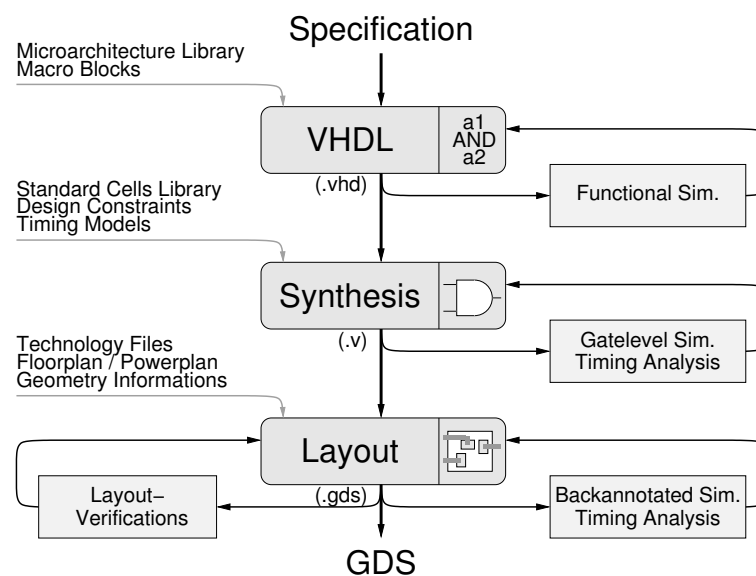 Specification
Microarchitecture Library
Macro Blocks
VHDL
a1
AND
a2
(.vhd)
Functional Sim.
Standard Cells Library
Design Constraints
Timing Models
Synthesis
(.v)
Gatelevel Sim.
Timing Analysis
Technology Files
Floorplan / Powerplan
Geometry Informations
Layout
(.gds)
Layout−
Verifications
Backannotated Sim.
Timing Analysis
GDS